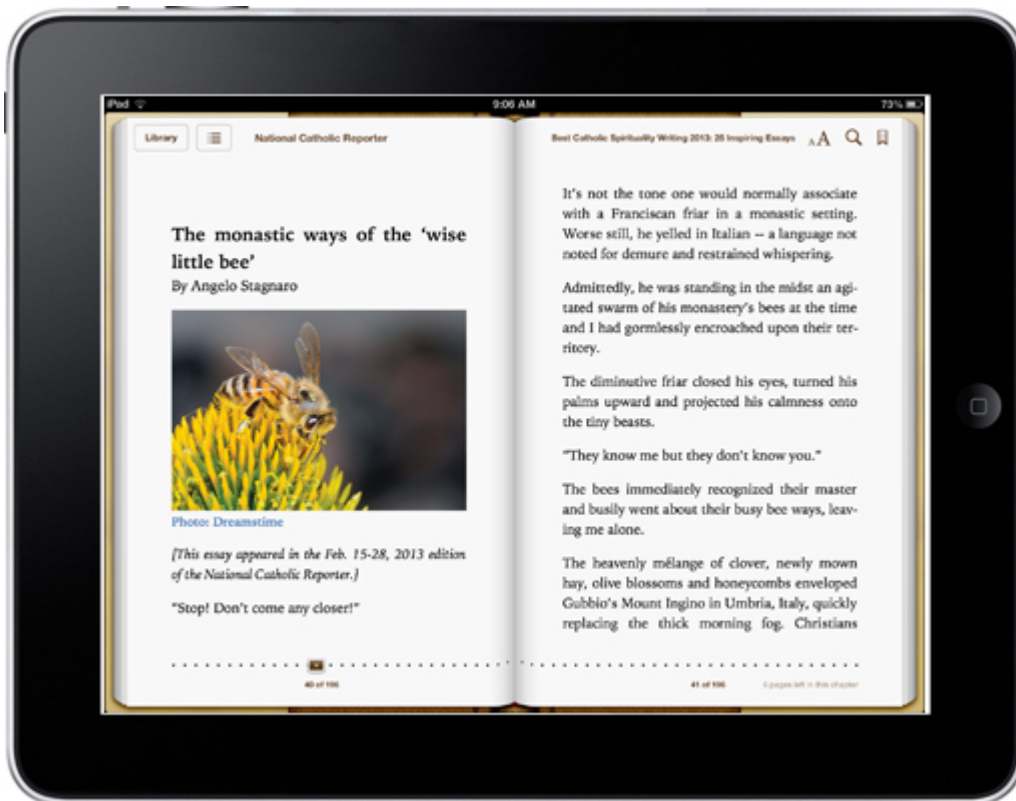 iPad
9:06 AM
73%
Library
National Catholic Reporter
The monastic ways of the ‘wise
little bee’
By Angelo Stagnaro
Photo: Dreamstime
[This essay appeared in the Feb. 15-28, 2013 edition
of the National Catholic Reporter.]
“Stop! Don’t come any closer!”
40 of 196
Best Catholic Spirituality Writing 2013: 25 Inspiring Essays
AA
It’s not the tone one would normally associate
with a Franciscan friar in a monastic setting.
Worse still, he yelled in Italian -- a language not
noted for demure and restrained whispering.
Admittedly, he was standing in the midst an agi-
tated swarm of his monastery’s bees at the time
and I had gormlessly encroached upon their ter-
ritory.
The diminutive friar closed his eyes, turned his
palms upward and projected his calmness onto
the tiny beasts.
“They know me but they don’t know you.”
The bees immediately recognized their master
and busily went about their busy bee ways, leav-
ing me alone.
The heavenly mélange of clover, newly mown
hay, olive blossoms and honeycombs enveloped
Gubbio’s Mount Ingino in Umbria, Italy, quickly
replacing the thick morning fog. Christians
41 of 196
5 pages left in this chapter